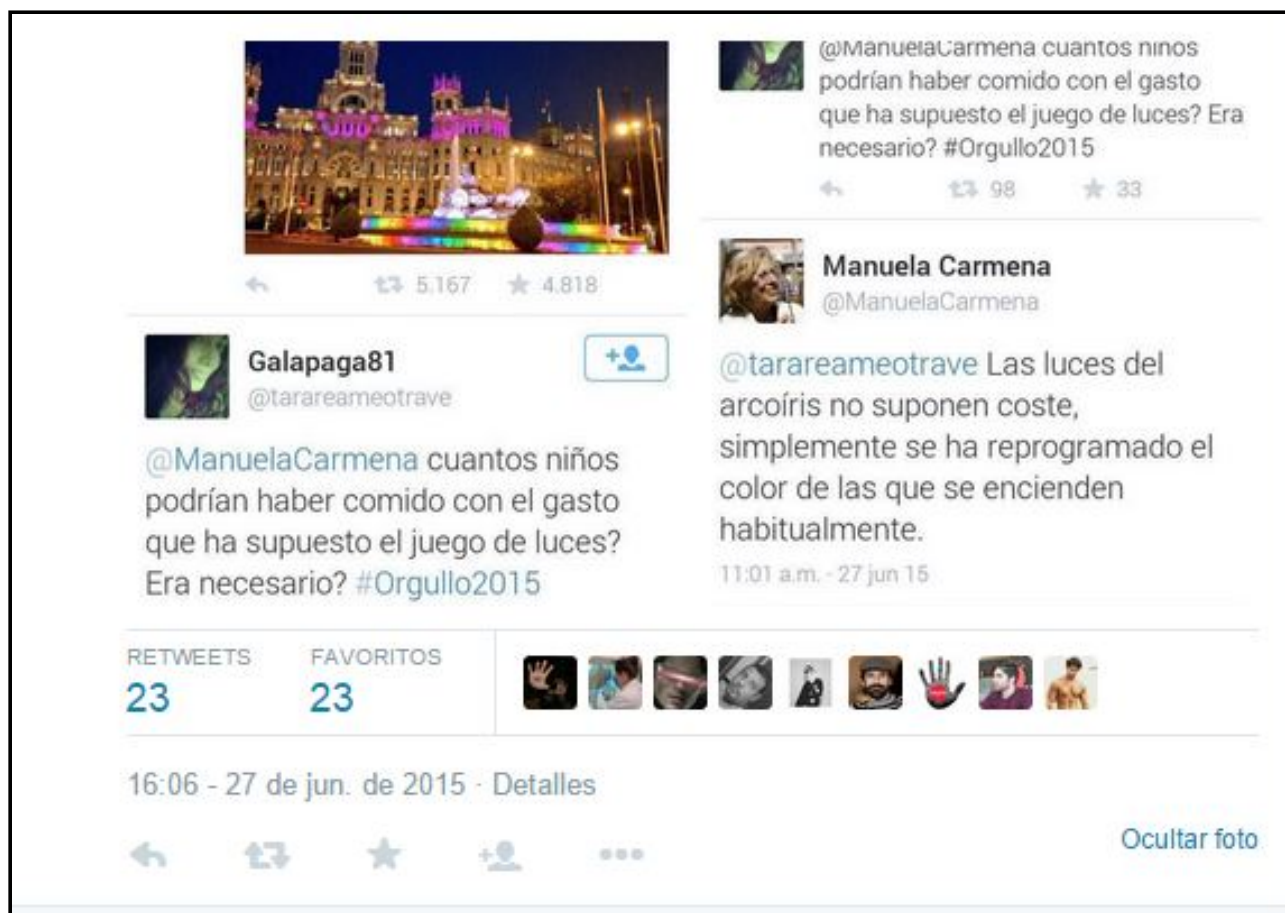 5.167 4.818
Galapaga81
@tarareameotrave
@ManuelaCarmena cuantos niños
podrían haber comido con el gasto
que ha supuesto el juego de luces?
Era necesario? #Orgullo2015
@ManuelaCarmena cuantos niños
podrían haber comido con el gasto
que ha supuesto el juego de luces? Era
necesario? #Orgullo2015
98 33
Manuela Carmena
@ManuelaCarmena
@tarareameotrave Las luces del
arcoíris no suponen coste,
simplemente se ha reprogramado el
color de las que se encienden
habitualmente.
11:01 a.m. - 27 jun 15
RETWEETS FAVORITOS
23 23
16:06 - 27 de jun. de 2015 · Detalles
Ocultar foto